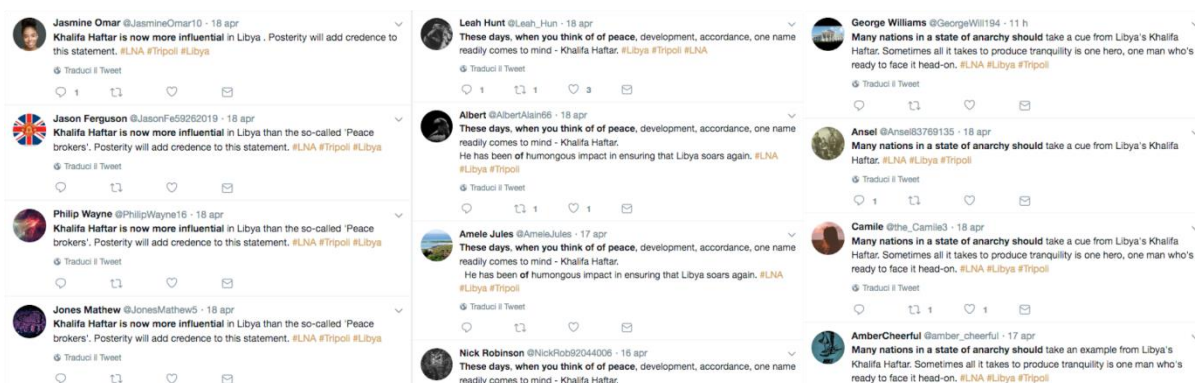 Jasmine Omar @JasmineOmar10 · 18 apr
Khalifa Haftar is now more influential in Libya . Posterity will add credence to
this statement. #LNA #Tripoli #Libya
Traduci il Tweet
1
Jason Ferguson @JasonFe59262019 · 18 apr
Khalifa Haftar is now more influential in Libya than the so-called 'Peace
brokers'. Posterity will add credence to this statement. #LNA #Tripoli #Libya
Traduci il Tweet
Philip Wayne @PhilipWayne16 · 18 apr
Khalifa Haftar is now more influential in Libya than the so-called 'Peace
brokers'. Posterity will add credence to this statement. #LNA #Tripoli #Libya
Traduci il Tweet
Jones Mathew @JonesMathew5 · 18 apr
Khalifa Haftar is now more influential in Libya than the so-called 'Peace
brokers'. Posterity will add credence to this statement. #LNA #Tripoli #Libya
Traduci il Tweet
Leah Hunt @Leah_Hun · 18 apr
These days, when you think of of peace, development, accordance, one name
readily comes to mind - Khalifa Haftar. #Libya #Tripoli #LNA
Traduci il Tweet
1 1 3
Albert @AlbertAlain66 · 18 apr
These days, when you think of of peace, development, accordance, one name
readily comes to mind - Khalifa Haftar.
He has been of humongous impact in ensuring that Libya soars again. #LNA
#Libya #Tripoli
Traduci il Tweet
1 1
Amele Jules @AmeleJules · 17 apr
These days, when you think of of peace, development, accordance, one name
readily comes to mind - Khalifa Haftar.
He has been of humongous impact in ensuring that Libya soars again. #LNA
#Libya #Tripoli
Traduci il Tweet
Nick Robinson @NickRob92044006 · 16 apr
These days, when you think of of peace, development, accordance, one name
readily comes to mind - Khalifa Haftar.
George Williams @GeorgeWill194 · 11 h
Many nations in a state of anarchy should take a cue from Libya's Khalifa
Haftar. Sometimes all it takes to produce tranquility is one hero, one man who's
ready to face it head-on. #LNA #Libya #Tripoli
Traduci il Tweet
Ansel @Ansel83769135 · 18 apr
Many nations in a state of anarchy should take a cue from Libya's Khalifa
Haftar. #LNA #Libya #Tripoli
Traduci il Tweet
1
Camile @the_Camile3 · 18 apr
Many nations in a state of anarchy should take a cue from Libya's Khalifa
Haftar. Sometimes all it takes to produce tranquility is one hero, one man who's
ready to face it head-on. #LNA #Libya #Tripoli
Traduci il Tweet
1 1
AmberCheerful @amber_cheerful · 17 apr
Many nations in a state of anarchy should take an example from Libya's
Khalifa Haftar. Sometimes all it takes to produce tranquility is one man who's
ready to face it head-on. #LNA #Libya #Tripoli